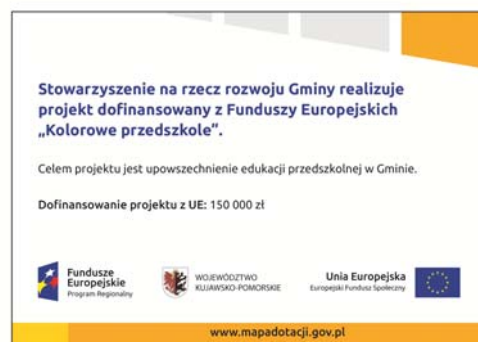 Stowarzyszenie na rzecz rozwoju Gminy realizuje
projekt dofinansowany z Funduszy Europejskich
„Kolorowe przedszkole”.
Celem projektu jest upowszechnienie edukacji przedszkolnej w Gminie.
Dofinansowanie projektu z UE: 150 000 zł
Fundusze
Europejskie
Program Regionalny
WOJEWÓDZTWO
KUJAWSKO-POMORSKIE
Unia Europejska
Europejski Fundusz Społeczny
www.mapadotacji.gov.pl